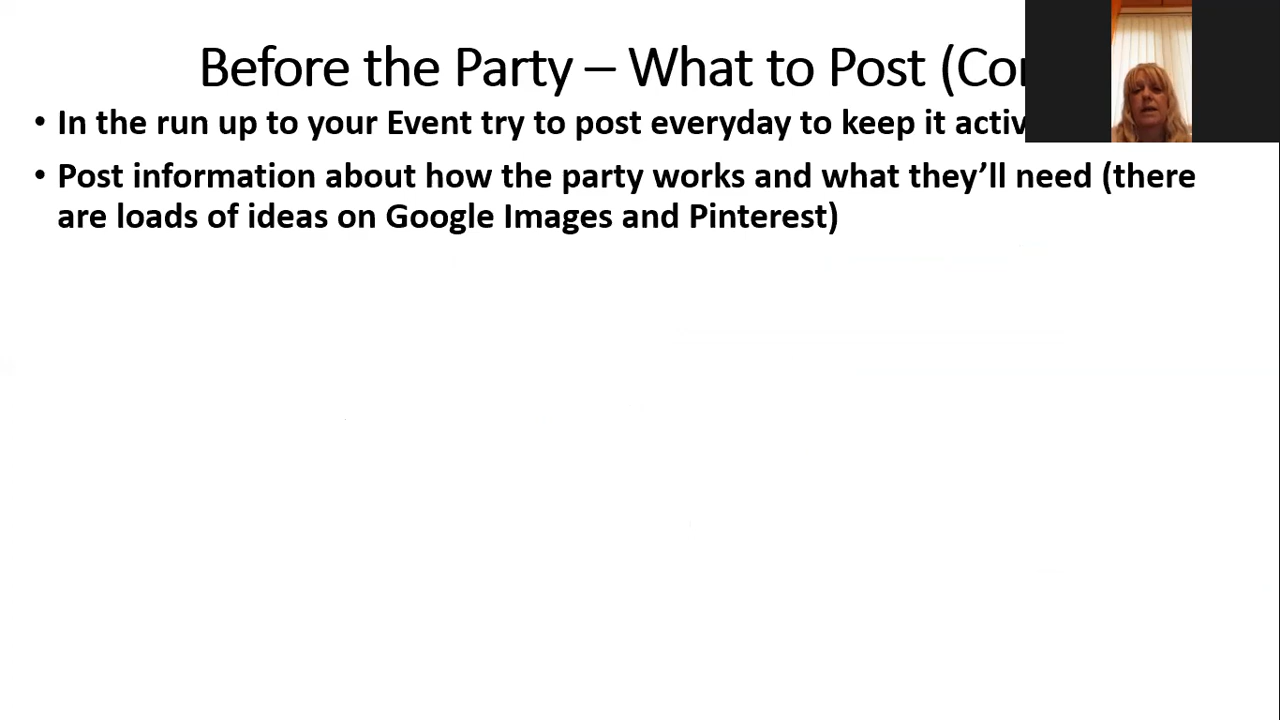 Before the Party – What to Post
• In the run up to your Event try to post everyday to keep it
• Post information about how the party works and what they’ll need (there
are loads of ideas on Google Images and Pinterest)